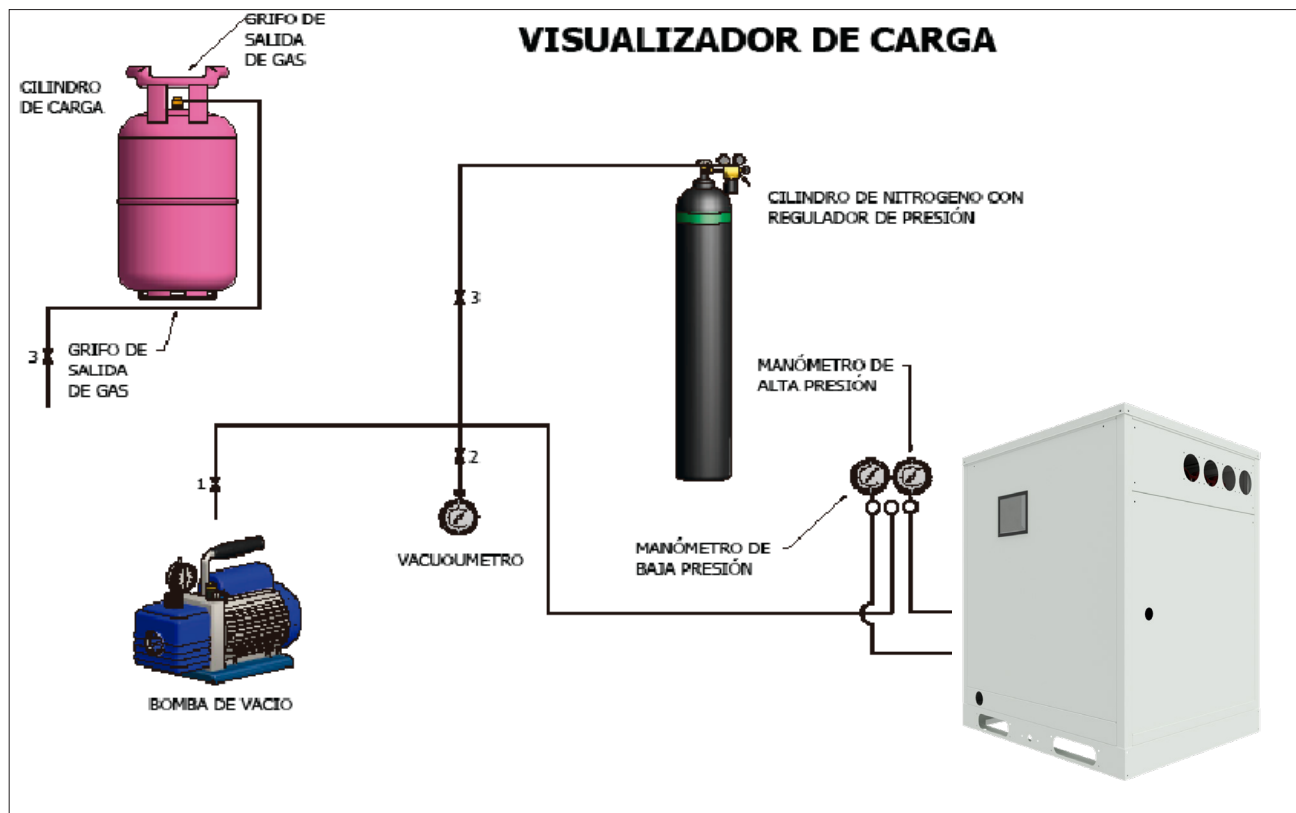 GRIFO DE
SALIDA
DE GAS
VISUALIZADOR DE CARGA
CILINDRO
DE CARGA
CILINDRO DE NITROGENO CON
REGULADOR DE PRESIÓN
3
3
GRIFO DE
SALIDA
DE GAS
MANÓMETRO DE
ALTA PRESIÓN
2
1
VACUOUMETRO
MANÓMETRO DE
BAJA PRESIÓN
BOMBA DE VACIO